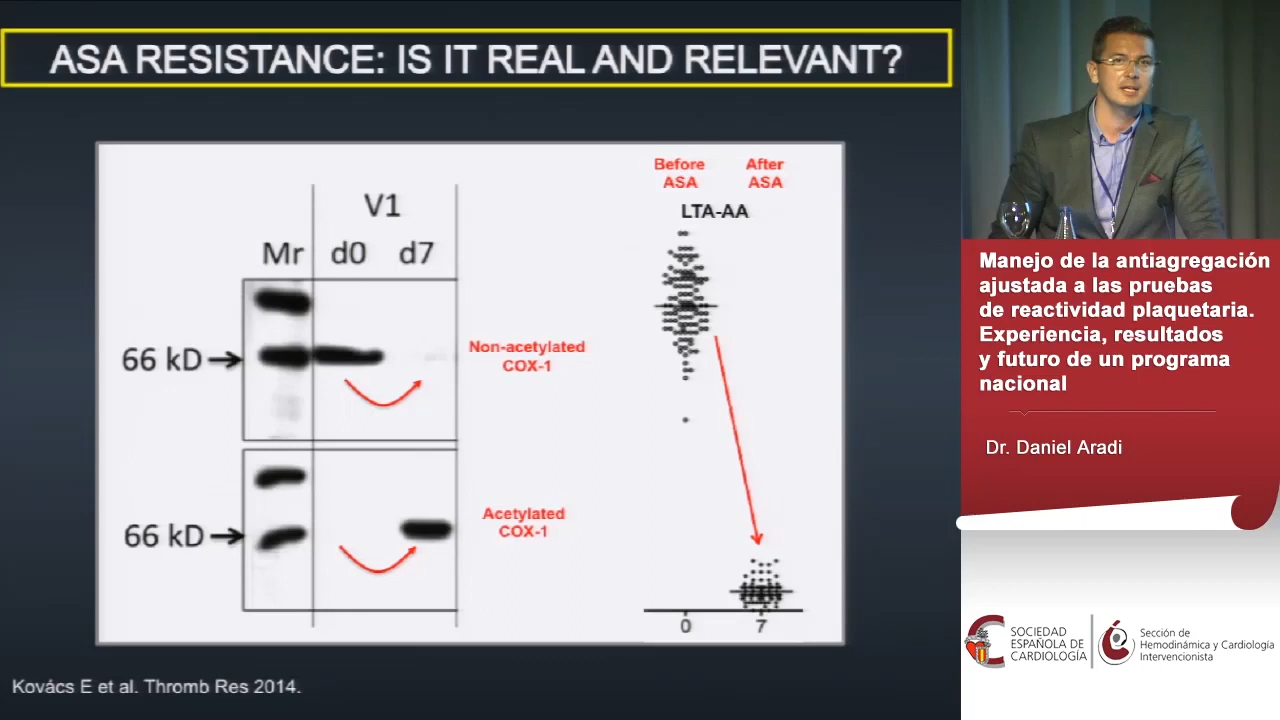 ASA RESISTANCE: IS IT REAL AND RELEVANT?
V1
Mr d0 d7
66 kD
66 kD
Non-acetylated
COX-1
Acetylated
COX-1
Before
ASA
After
ASA
LTA-AA
0 7
Kovács E et al. Thromb Res 2014.
Manejo de la antiagregación
ajustada a las pruebas
de reactividad plaquetaria.
Experiencia, resultados
y futuro de un programa
nacional
Dr. Daniel Aradi
SOCIEDAD
ESPAÑOLA DE
CARDIOLOGÍA
Sección de
Hemodinámica y Cardiología
Intervencionista